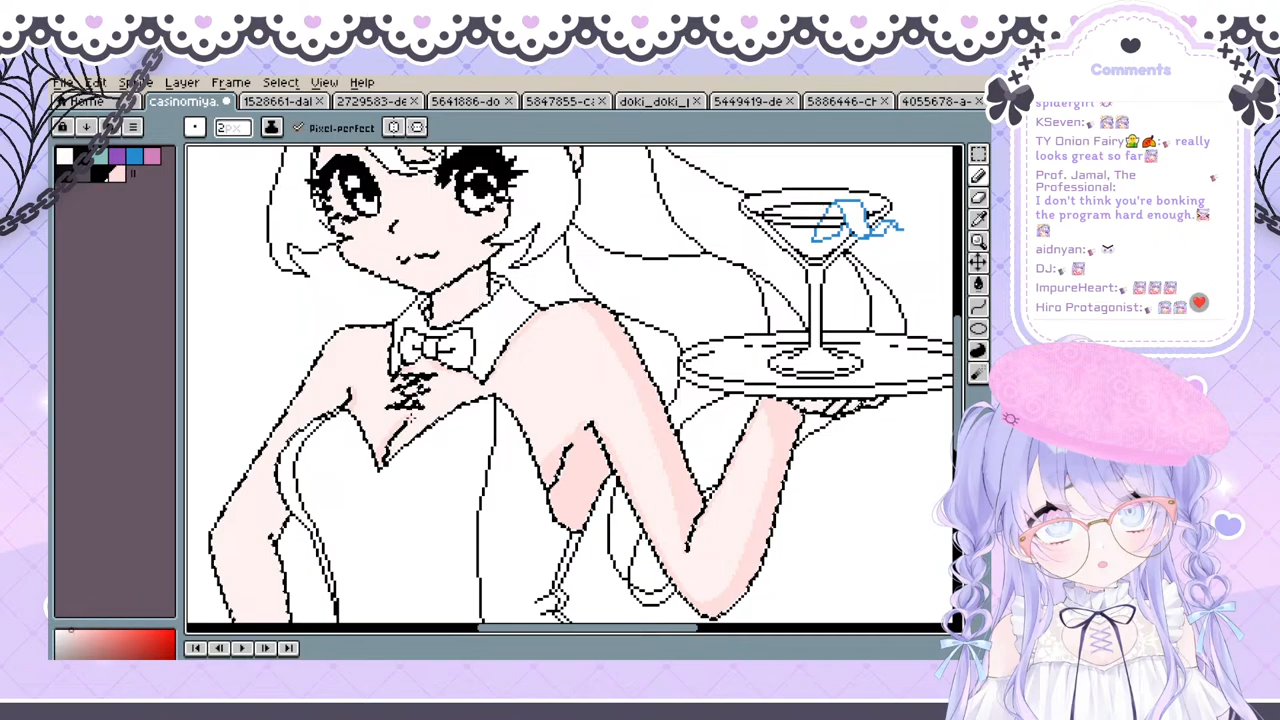 File Edit Sprite Layer Frame Select View Help
Home casinomiya. 1528661-dal 2729583-de 5641886-do 5847855-c doki_doki_ 5449419-de 5886446-ch 4055678-a
2px Pixel-perfect
Comments
spidergirl
KSeven:
TY Onion Fairy : really
looks great so far
Prof. Jamal, The
Professional:
I don't think you're bonking
the program hard enough.
aidnyan:
DJ:
ImpureHeart:
Hiro Protagonist: